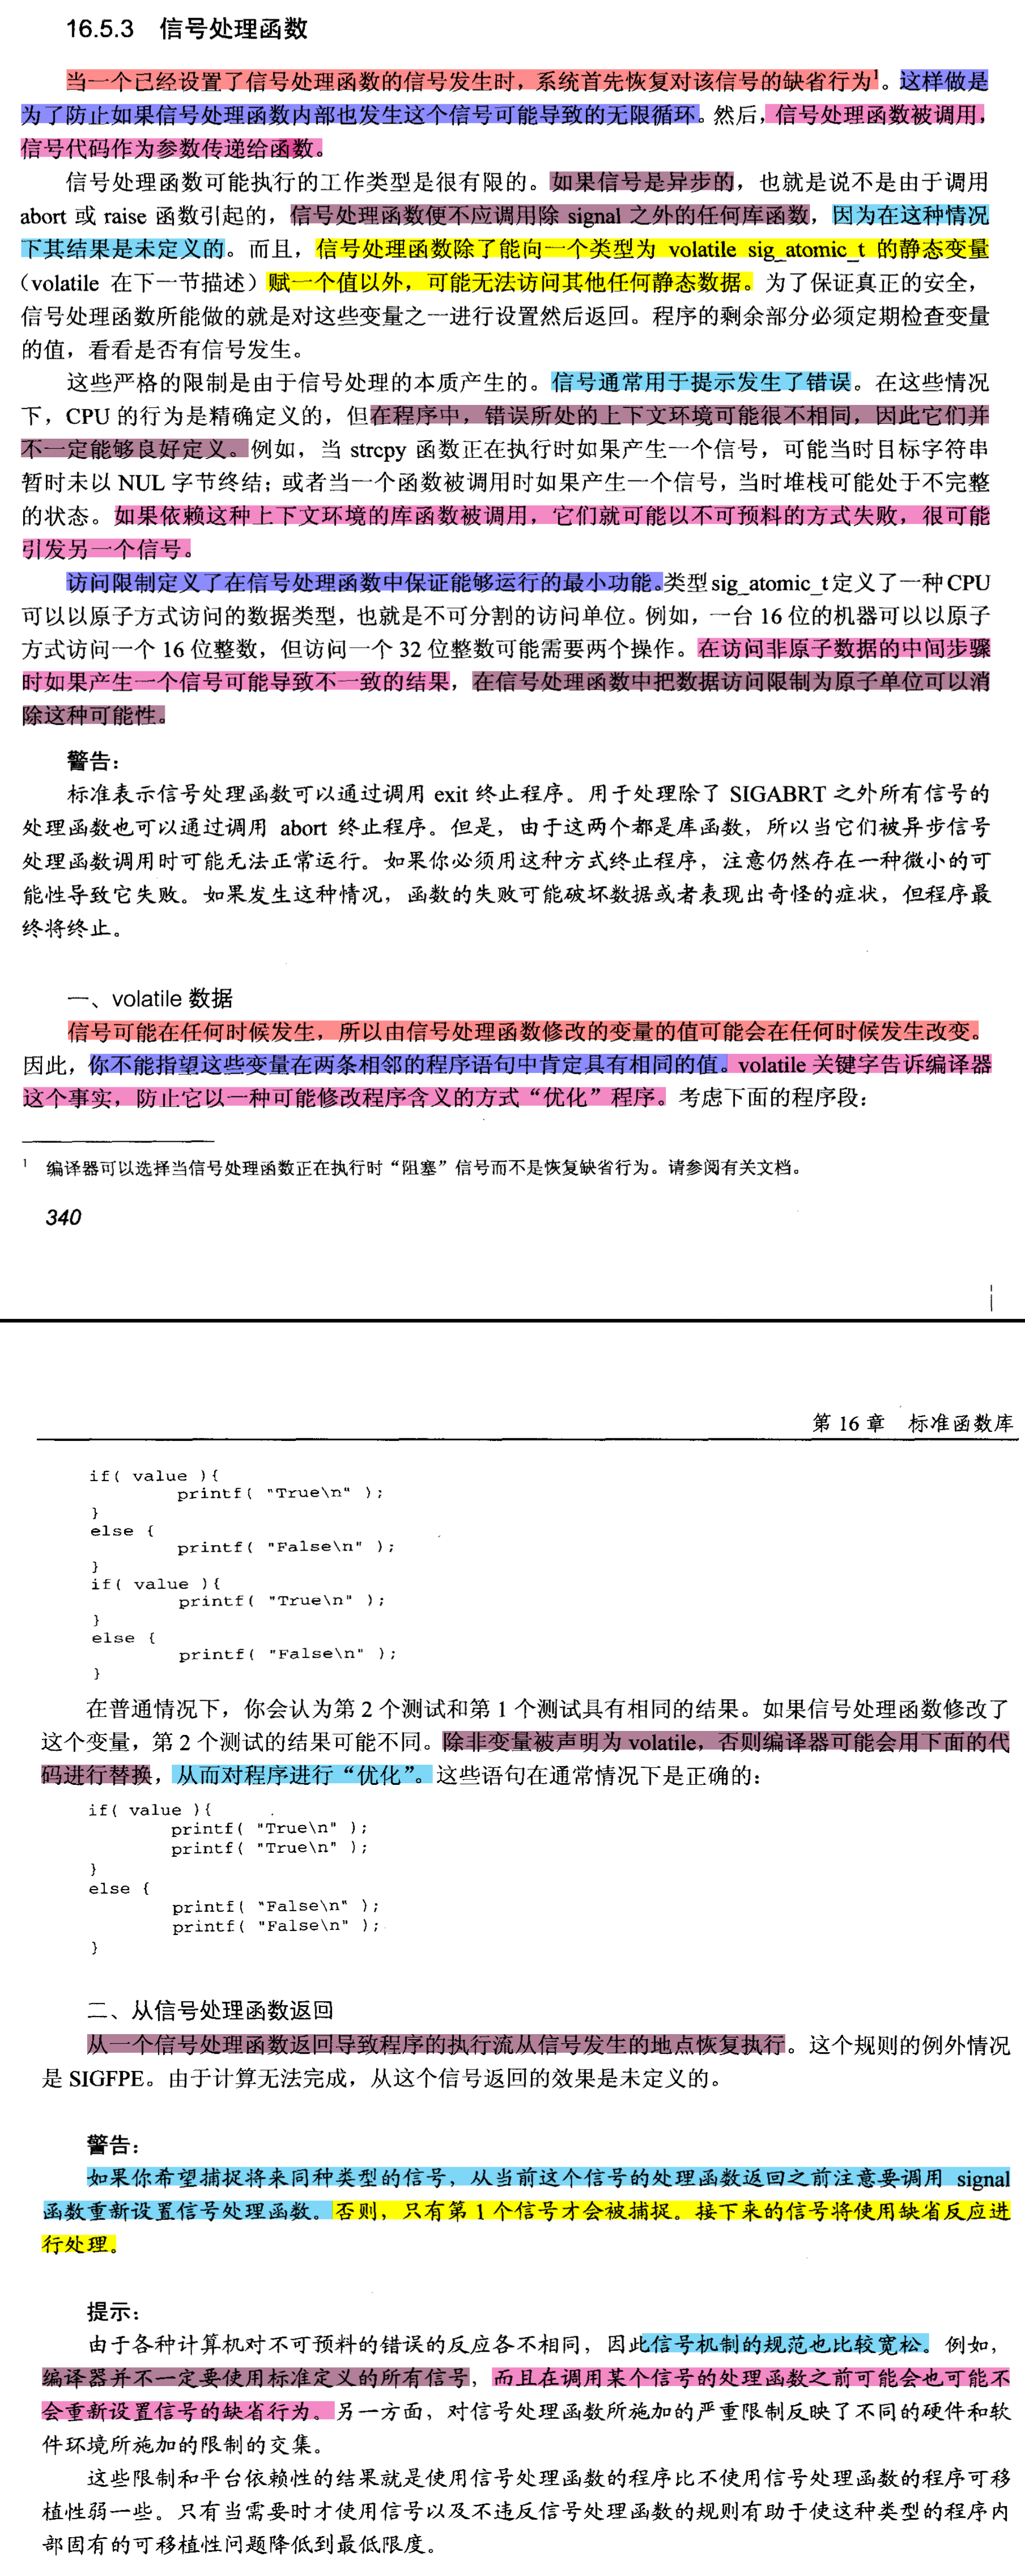 16.5.3 信号处理函数
当一个已经设置了信号处理函数的信号发生时，系统首先恢复对该信号的缺省行为1。这样做是
为了防止如果信号处理函数内部也发生这个信号可能导致的无限循环。然后，信号处理函数被调用，
信号代码作为参数传递给函数。
信号处理函数可能执行的工作类型是很有限的。如果信号是异步的，也就是说不是由于调用
abort 或 raise 函数引起的，信号处理函数便不应调用除 signal 之外的任何库函数，因为在这种情况
下其结果是未定义的。而且，信号处理函数除了能向一个类型为 volatile sig_atomic_t 的静态变量
（volatile 在下一节描述）赋一个值以外，可能无法访问其他任何静态数据。为了保证真正的安全，
信号处理函数所能做的就是对这些变量之一进行设置然后返回。程序的剩余部分必须定期检查变量
的值，看看是否有信号发生。
这些严格的限制是由于信号处理的本质产生的。信号通常用于提示发生了错误。在这些情况
下，CPU 的行为是精确定义的，但在程序中，错误所处的上下文环境可能很不相同，因此它们并
不一定能够良好定义。例如，当 strcpy 函数正在执行时如果产生一个信号，可能当时目标字符串
暂时未以 NUL 字节终结；或者当一个函数被调用时如果产生一个信号，当时堆栈可能处于不完整
的状态。如果依赖这种上下文环境的库函数被调用，它们就可能以不可预料的方式失败，很可能
引发另一个信号。
访问限制定义了在信号处理函数中保证能够运行的最小功能。类型sig_atomic_t定义了一种CPU
可以以原子方式访问的数据类型，也就是不可分割的访问单位。例如，一台 16 位的机器可以以原子
方式访问一个 16 位整数，但访问一个 32 位整数可能需要两个操作。在访问非原子数据的中间步骤
时如果产生一个信号可能导致不一致的结果，在信号处理函数中把数据访问限制为原子单位可以消
除这种可能性。
警告：
标准表示信号处理函数可以通过调用 exit 终止程序。用于处理除了 SIGABRT 之外所有信号的
处理函数也可以通过调用 abort 终止程序。但是，由于这两个都是库函数，所以当它们被异步信号
处理函数调用时可能无法正常运行。如果你必须用这种方式终止程序，注意仍然存在一种微小的可
能性导致它失败。如果发生这种情况，函数的失败可能破坏数据或者表现出奇怪的症状，但程序最
终将终止。
一、volatile 数据
信号可能在任何时候发生，所以由信号处理函数修改的变量的值可能会在任何时候发生改变。
因此，你不能指望这些变量在两条相邻的程序语句中肯定具有相同的值。volatile 关键字告诉编译器
这个事实，防止它以一种可能修改程序含义的方式“优化”程序。考虑下面的程序段：
1 编译器可以选择当信号处理函数正在执行时“阻塞”信号而不是恢复缺省行为。请参阅有关文档。
340
第 16 章 标准函数库
if( value ){
printf( "True\n" );
}
else {
printf( "False\n" );
}
if( value ){
printf( "True\n" );
}
else {
printf( "False\n" );
}
在普通情况下，你会认为第 2 个测试和第 1 个测试具有相同的结果。如果信号处理函数修改了
这个变量，第 2 个测试的结果可能不同。除非变量被声明为 volatile，否则编译器可能会用下面的代
码进行替换，从而对程序进行“优化”。这些语句在通常情况下是正确的：
if( value ){
printf( "True\n" );
printf( "True\n" );
}
else {
printf( "False\n" );
printf( "False\n" );
}
二、从信号处理函数返回
从一个信号处理函数返回导致程序的执行流从信号发生的地点恢复执行。这个规则的例外情况
是 SIGFPE。由于计算无法完成，从这个信号返回的效果是未定义的。
警告：
如果你希望捕捉将来同种类型的信号，从当前这个信号的处理函数返回之前注意要调用 signal
函数重新设置信号处理函数。否则，只有第 1 个信号才会被捕捉。接下来的信号将使用缺省反应进
行处理。
提示：
由于各种计算机对不可预料的错误的反应各不相同，因此信号机制的规范也比较宽松。例如，
编译器并不一定要使用标准定义的所有信号，而且在调用某个信号的处理函数之前可能会也可能不
会重新设置信号的缺省行为。另一方面，对信号处理函数所施加的严重限制反映了不同的硬件和软
件环境所施加的限制的交集。
这些限制和平台依赖性的结果就是使用信号处理函数的程序比不使用信号处理函数的程序可移
植性弱一些。只有当需要时才使用信号以及不违反信号处理函数的规则有助于使这种类型的程序内
部固有的可移植性问题降低到最低限度。